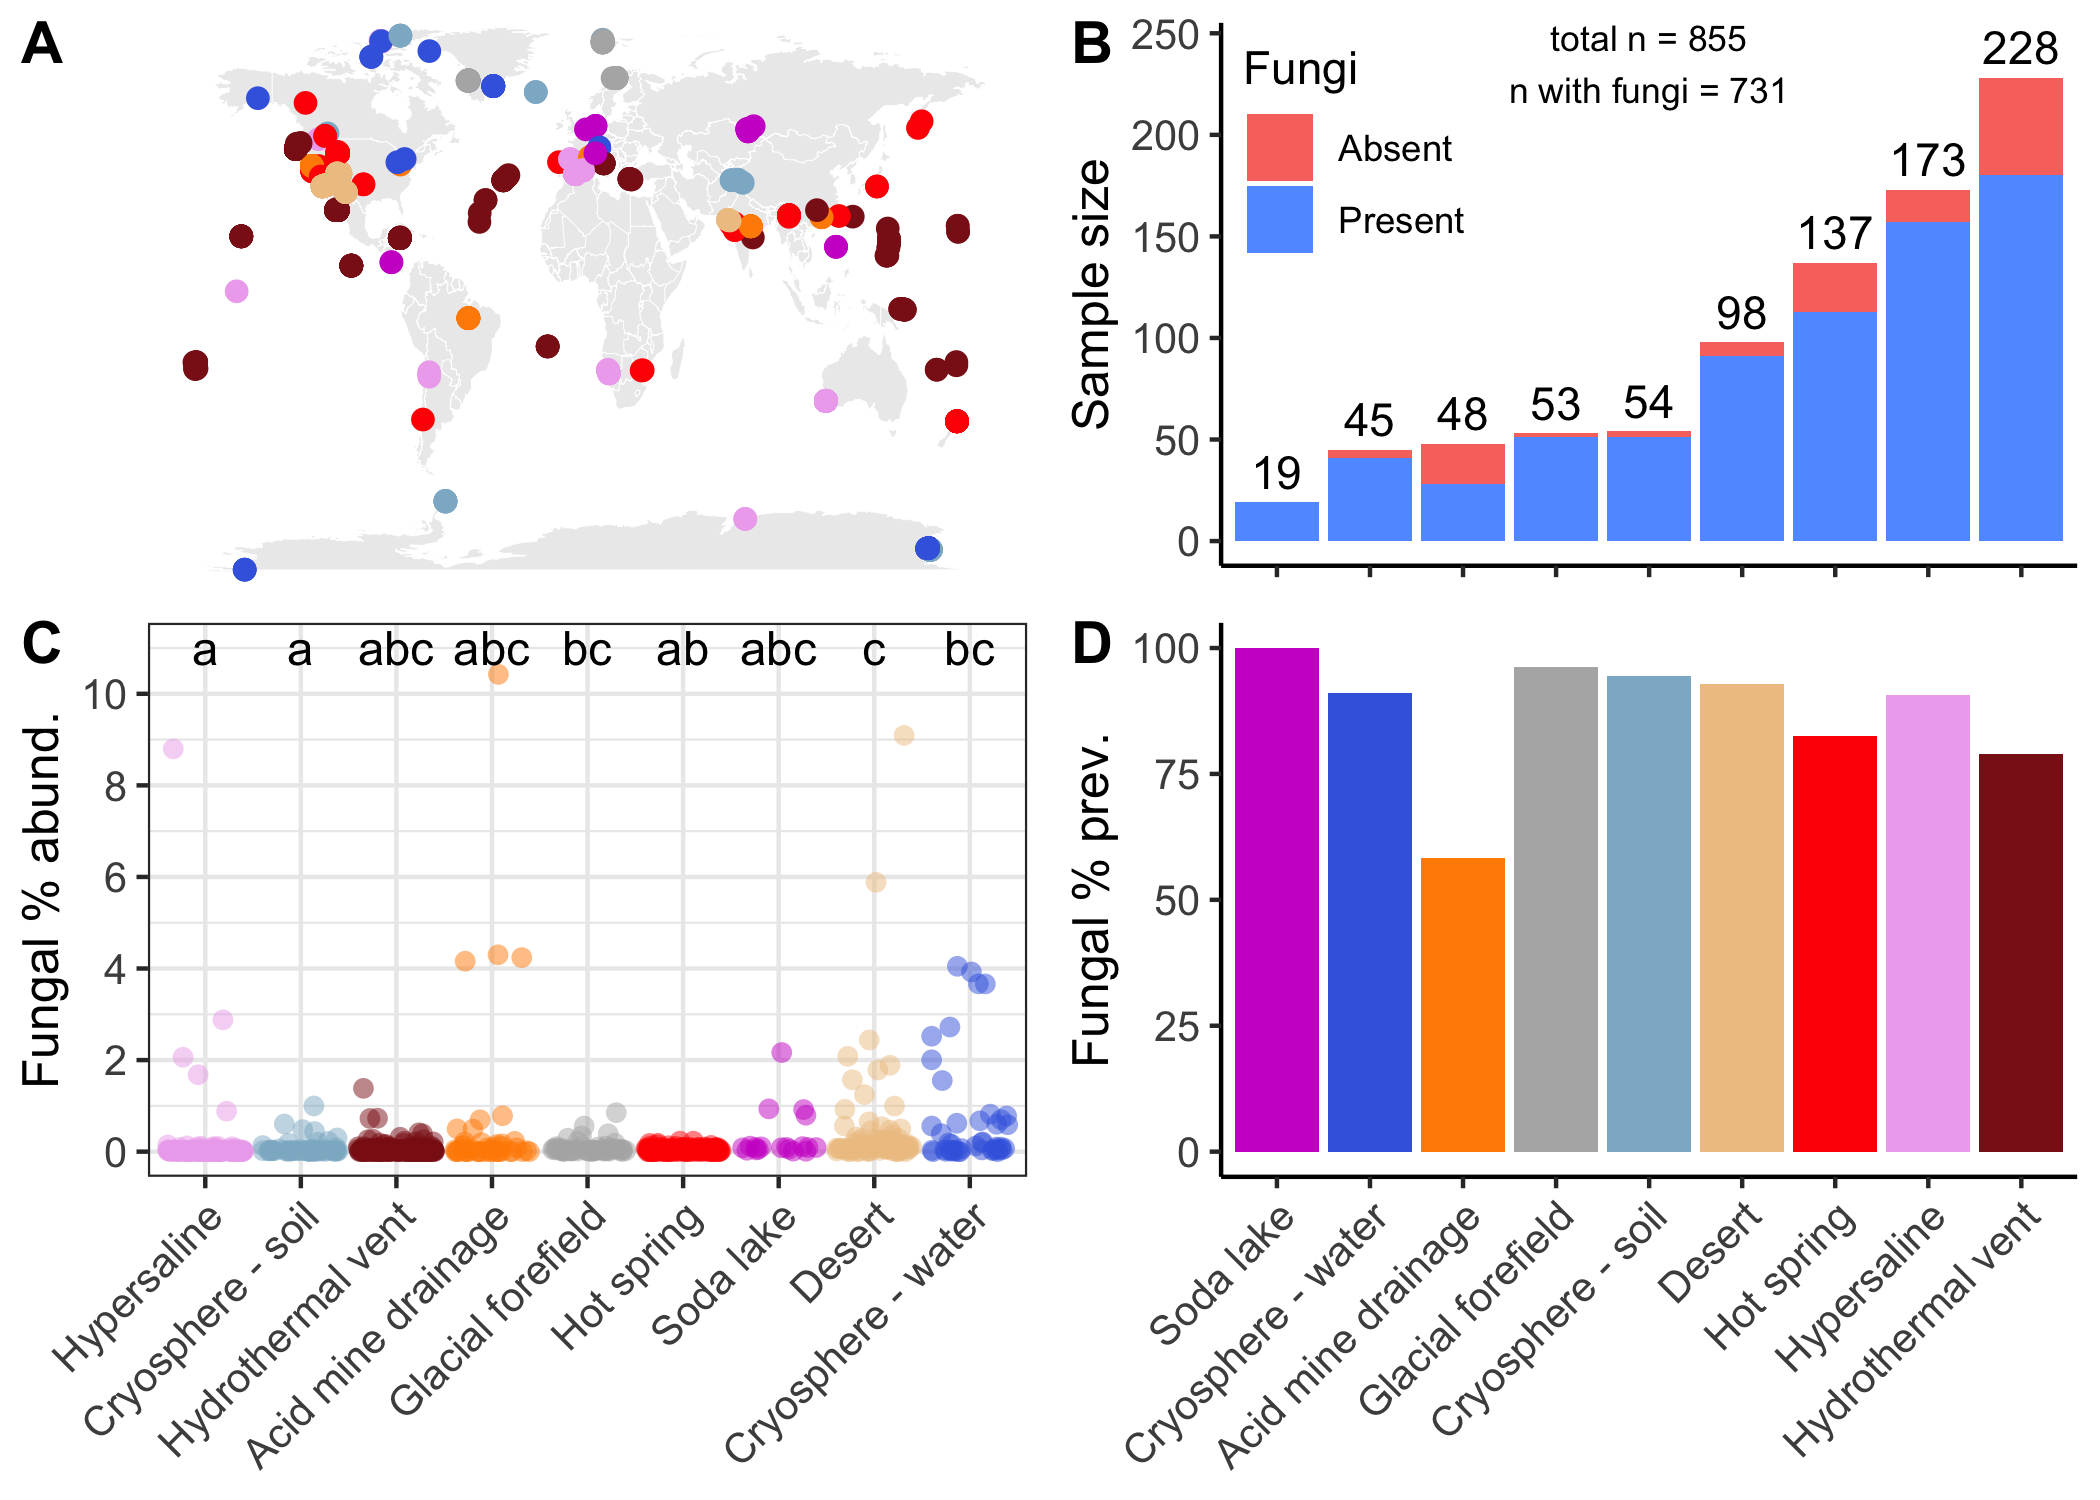 A
B
250
200
150
100
50
0
Sample size
Fungi
Absent
Present
total n = 855
n with fungi = 731
19
45
48
53
54
98
137
173
228
C
Fungal % abund.
10
8
6
4
2
0
a
a
abc
abc
bc
ab
abc
c
bc
Hypersaline
Cryosphere - soil
Hydrothermal vent
Acid mine drainage
Glacial forefield
Hot spring
Soda lake
Desert
Cryosphere - water
D
Fungal % prev.
100
75
50
25
0
Soda lake
Cryosphere - water
Acid mine drainage
Glacial forefield
Cryosphere - soil
Desert
Hot spring
Hypersaline
Hydrothermal vent